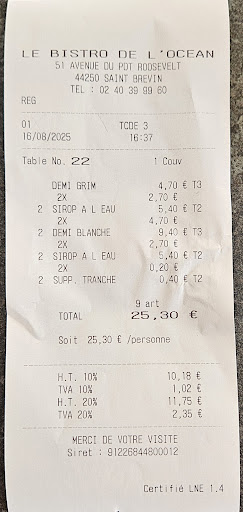 LE BISTRO DE L'OCEAN
51 AVENUE DU PDT ROOSEVELT
44250 SAINT BREVIN
TEL : 02 40 39 99 60
REG
01 TCDE 3
16/08/2025 16:37
Table No. 22 1 Couv
DEMI GRIM 4,70 € T3
2X 2,70 €
2 SIROP A L EAU 5,40 € T2
2X 4,70 €
2 DEMI BLANCHE 9,40 € T3
2X 2,70 €
2 SIROP A L EAU 5,40 € T2
2X 0,20 €
2 SUPP. TRANCHE 0,40 € T2
9 art
TOTAL 25,30 €
Soit 25,30 € /personne
H.T. 10% 10,18 €
TVA 10% 1,02 €
H.T. 20% 11,75 €
TVA 20% 2,35 €
MERCI DE VOTRE VISITE
Siret : 91226844800012
Certifié LNE 1.4